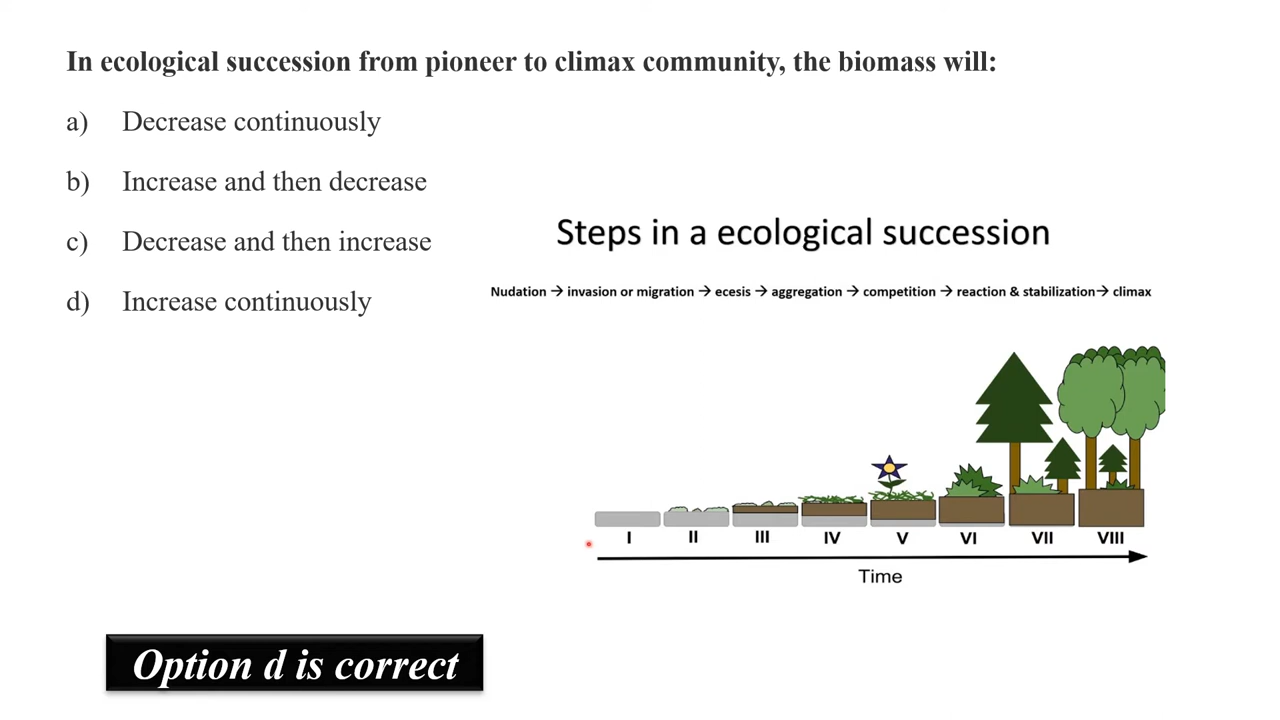 In ecological succession from pioneer to climax community, the biomass will:
a) Decrease continuously
b) Increase and then decrease
c) Decrease and then increase
d) Increase continuously
Steps in a ecological succession
Nudation → invasion or migration → ecesis → aggregation → competition → reaction & stabilization→ climax
I II III IV V VI VII VIII
Time
Option d is correct